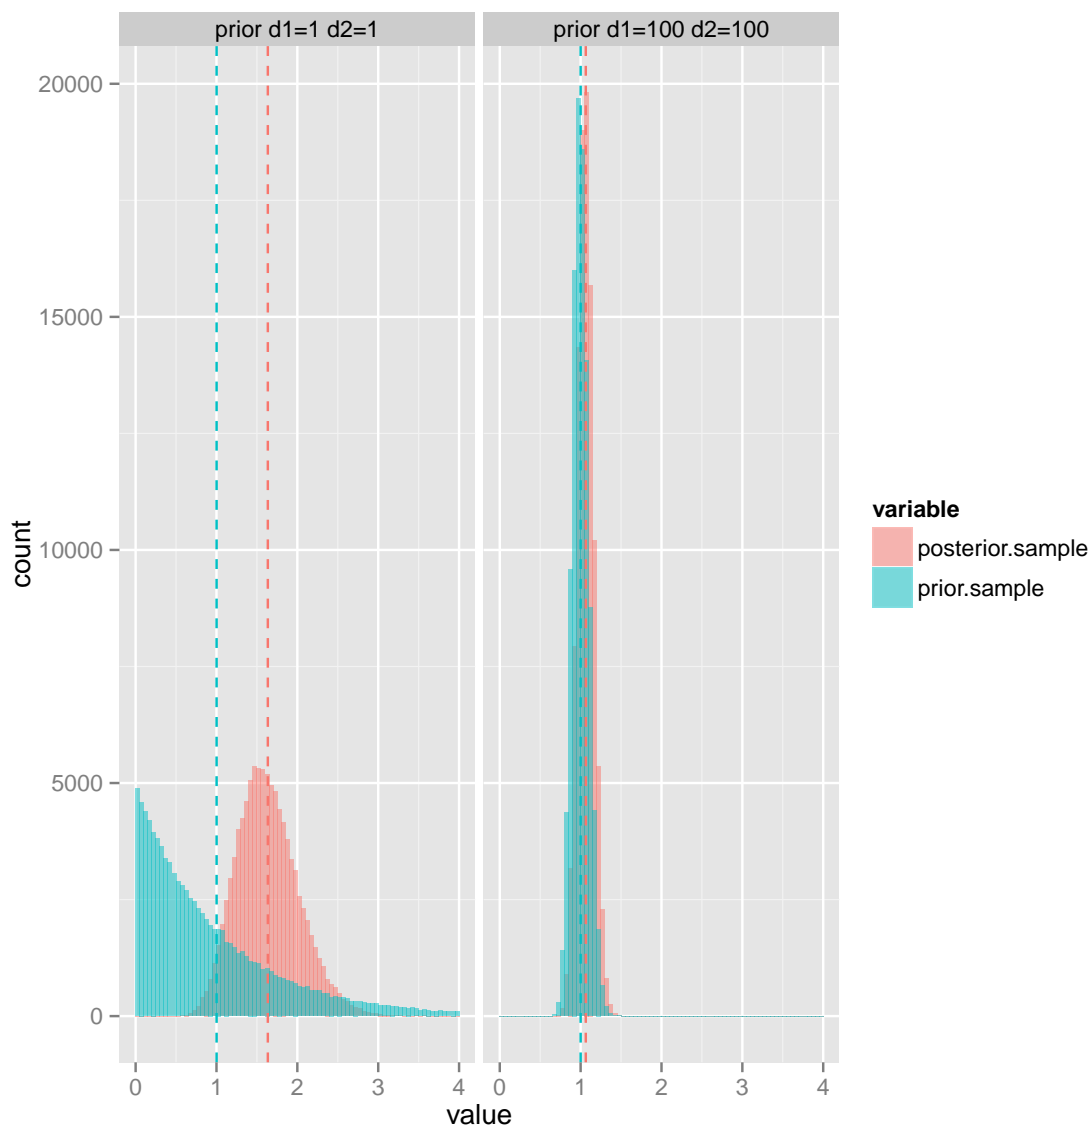 prior d1=1 d2=1
prior d1=100 d2=100
20000
15000
10000
5000
0
count
0 1 2 3 4
0 1 2 3 4
value
variable
posterior.sample
prior.sample